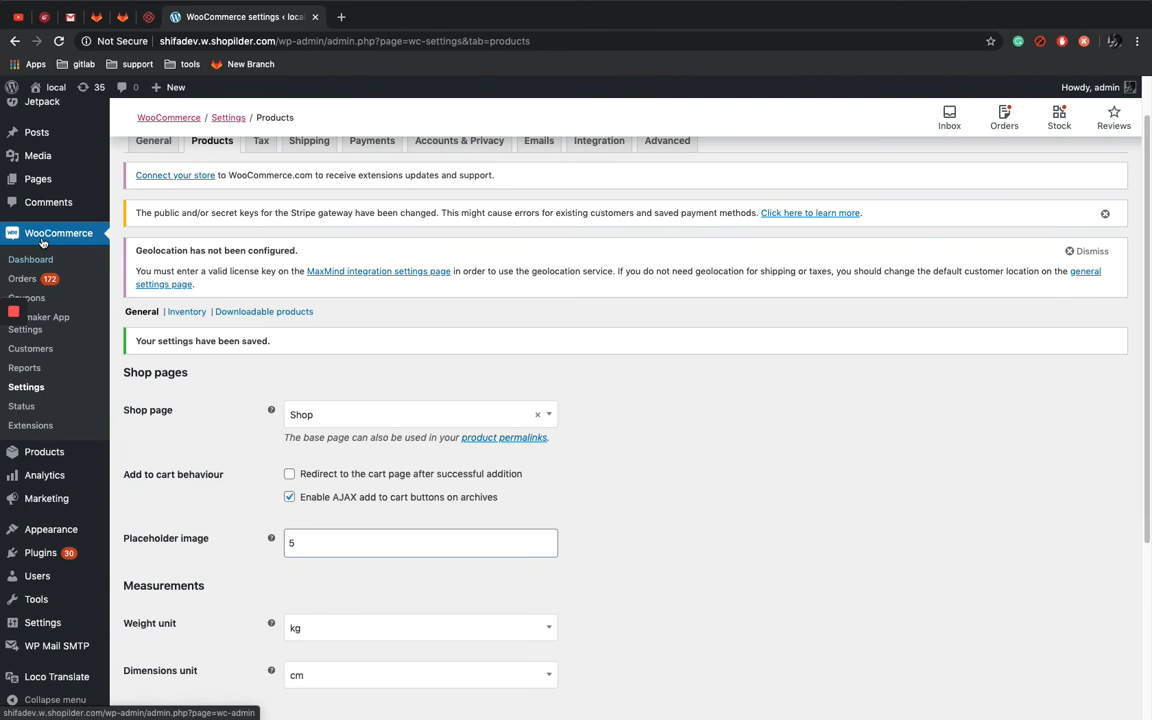 WooCommerce settings ‹ loca
Not Secure | shifadev.w.shopilder.com/wp-admin/admin.php?page=wc-settings&tab=products
Apps gitlab support tools New Branch
local 35 0 New Howdy, admin
Jetpack
Posts
Media
Pages
Comments
WooCommerce
Dashboard
Orders 172
Coupons
maker App
Settings
Customers
Reports
Settings
Status
Extensions
Products
Analytics
Marketing
Appearance
Plugins 30
Users
Tools
Settings
WP Mail SMTP
Loco Translate
Collapse menu
WooCommerce / Settings / Products
Inbox Orders Stock Reviews
General Products Tax Shipping Payments Accounts & Privacy Emails Integration Advanced
Connect your store to WooCommerce.com to receive extensions updates and support.
The public and/or secret keys for the Stripe gateway have been changed. This might cause errors for existing customers and saved payment methods. Click here to learn more.
Geolocation has not been configured. Dismiss
You must enter a valid license key on the MaxMind integration settings page in order to use the geolocation service. If you do not need geolocation for shipping or taxes, you should change the default customer location on the general
settings page.
General | Inventory | Downloadable products
Your settings have been saved.
Shop pages
Shop page Shop × 
The base page can also be used in your product permalinks.
Add to cart behaviour Redirect to the cart page after successful addition
Enable AJAX add to cart buttons on archives
Placeholder image 5
Measurements
Weight unit kg
Dimensions unit cm
shifadev.w.shopilder.com/wp-admin/admin.php?page=wc-admin